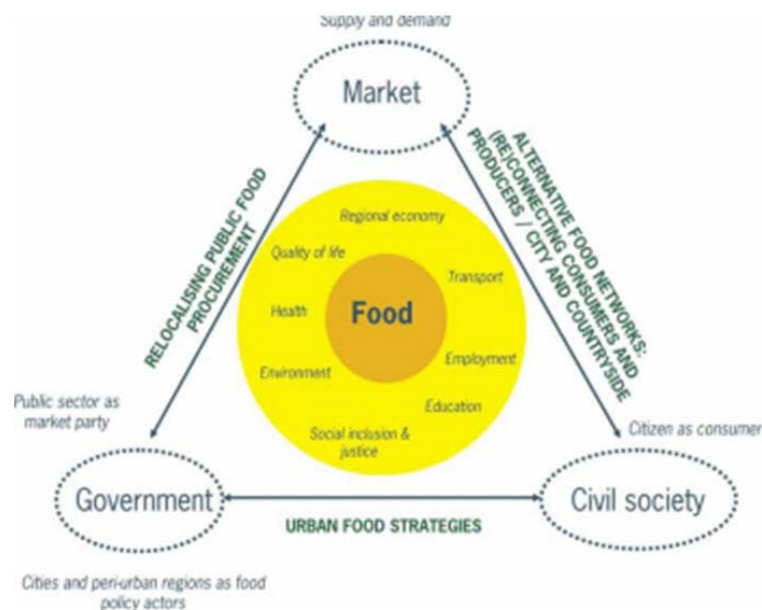 Supply and demand
Market
RELOCALISING PUBLIC FOOD
PROCUREMENT
ALTERNATIVE FOOD NETWORKS:
(RE)CONNECTING CONSUMERS AND
PRODUCERS / CITY AND COUNTRYSIDE
Regional economy
Quality of life
Transport
Health
Food
Environment
Employment
Education
Social inclusion &
justice
Public sector as
market party
Citizen as consumer
Government
Civil society
URBAN FOOD STRATEGIES
Cities and peri-urban regions as food
policy actors